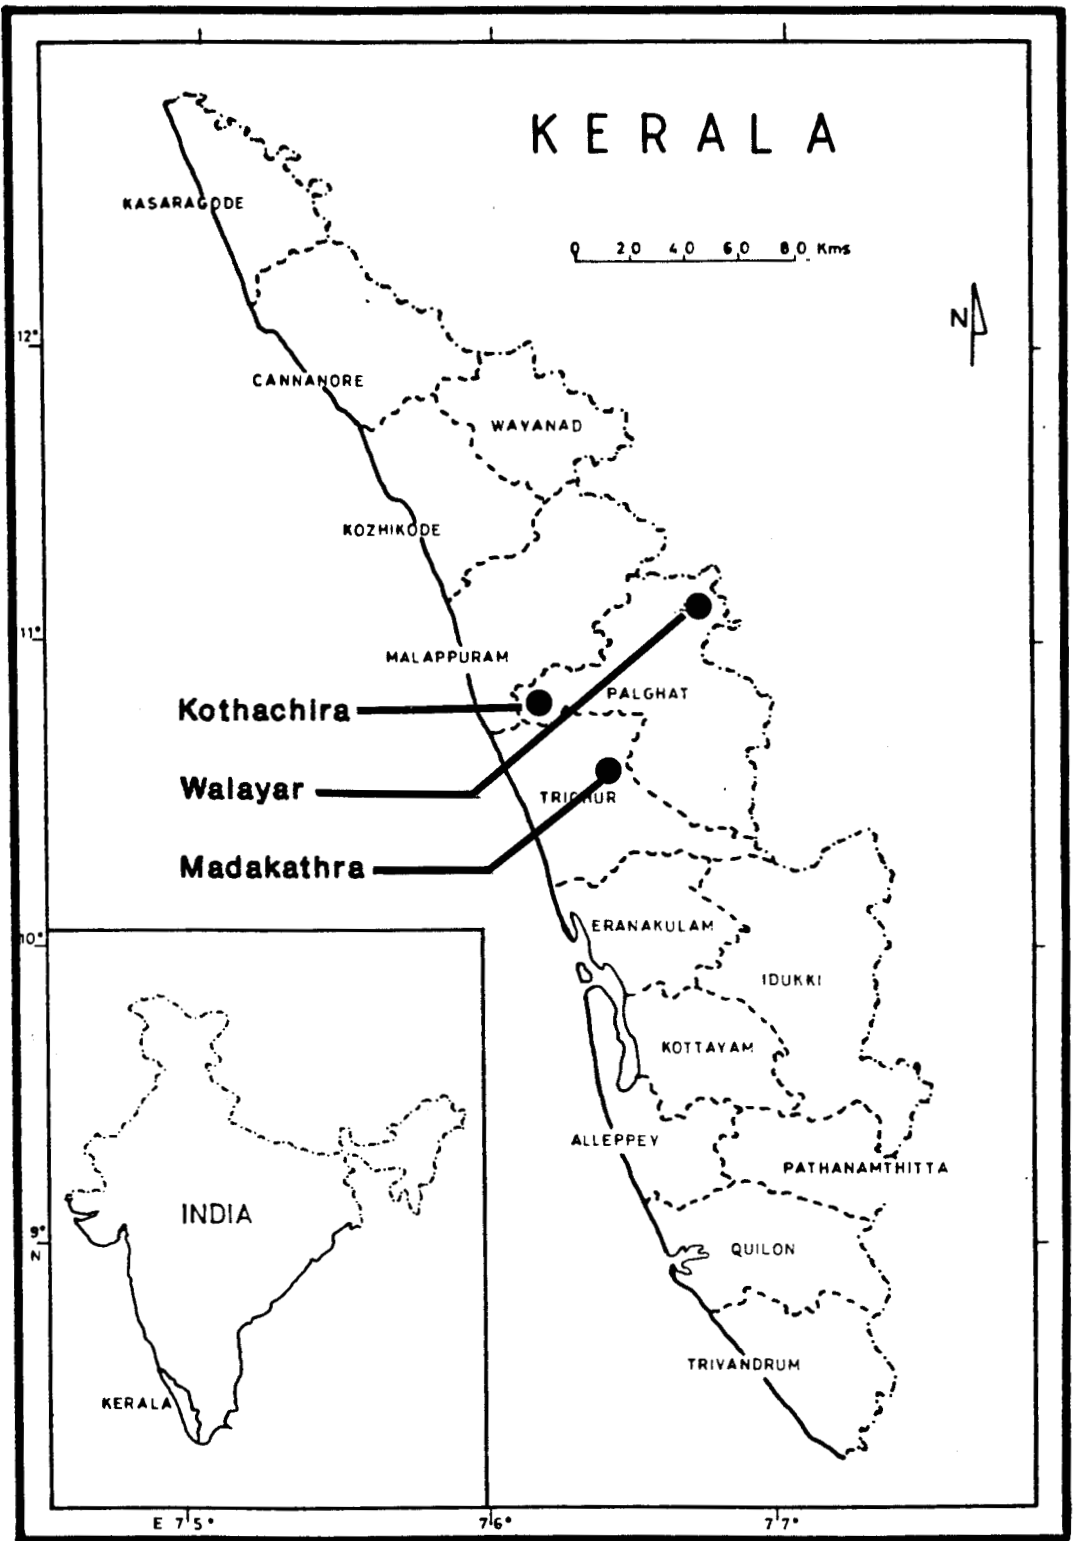 KERALA
KASARAGODE
0 20 40 60 80 Kms
N
12°
CANNANORE
WAYANAD
KOZHIKODE
11°
MALAPPURAM
PALGHAT
Kothachira
Walayar
TRICHUR
Madakathra
ERANAKULAM
10°
IDUKKI
KOTTAYAM
ALLEPPEY
PATHANAMTHITTA
INDIA
9°
N
QUILON
TRIVANDRUM
KERALA
E 75°
76°
77°